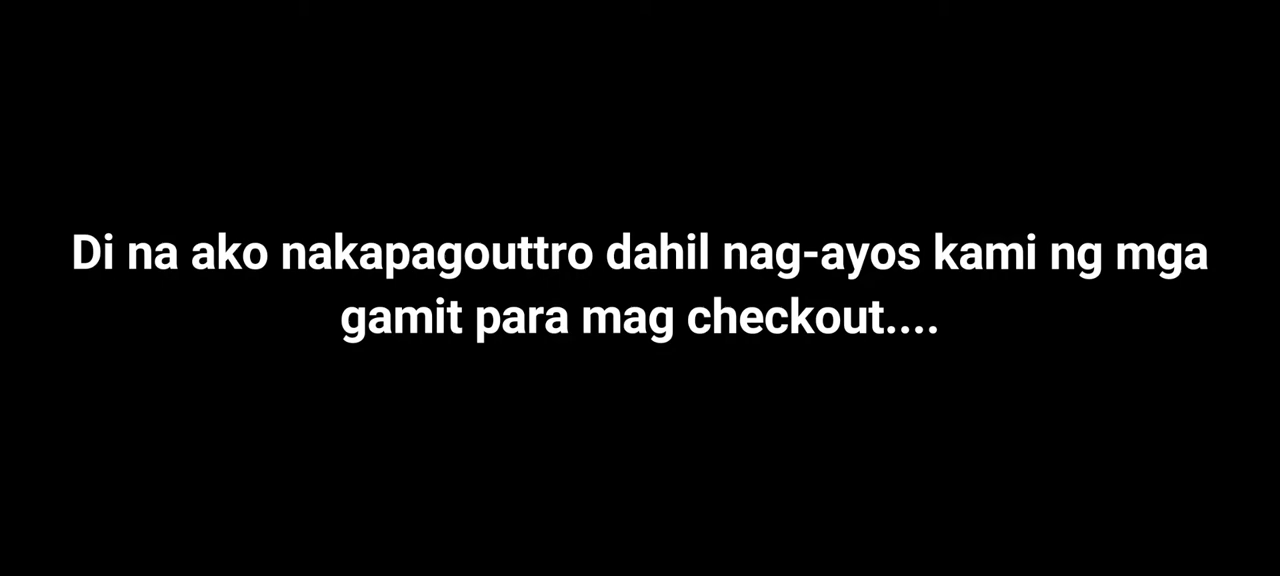 Di na ako nakapagouttro dahil nag-ayos kami ng mga
gamit para mag checkout....